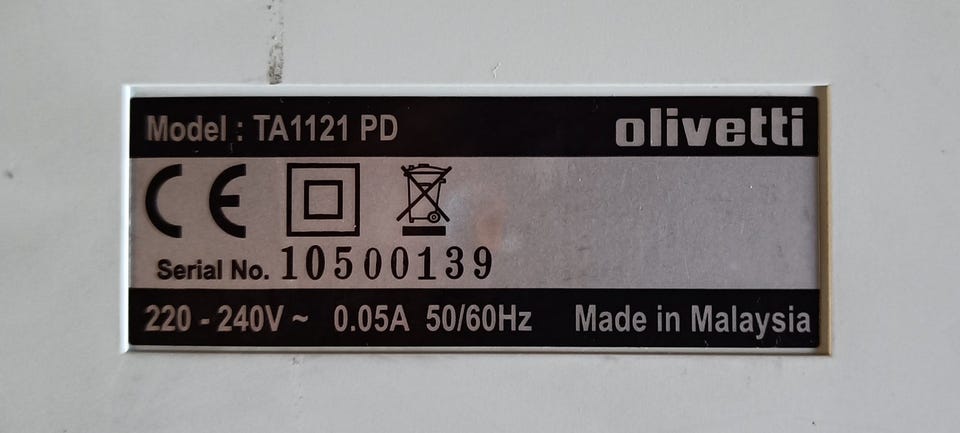 Model : TA1121 PD olivetti
CE
Serial No. 10500139
220 - 240V ~ 0.05A 50/60Hz Made in Malaysia